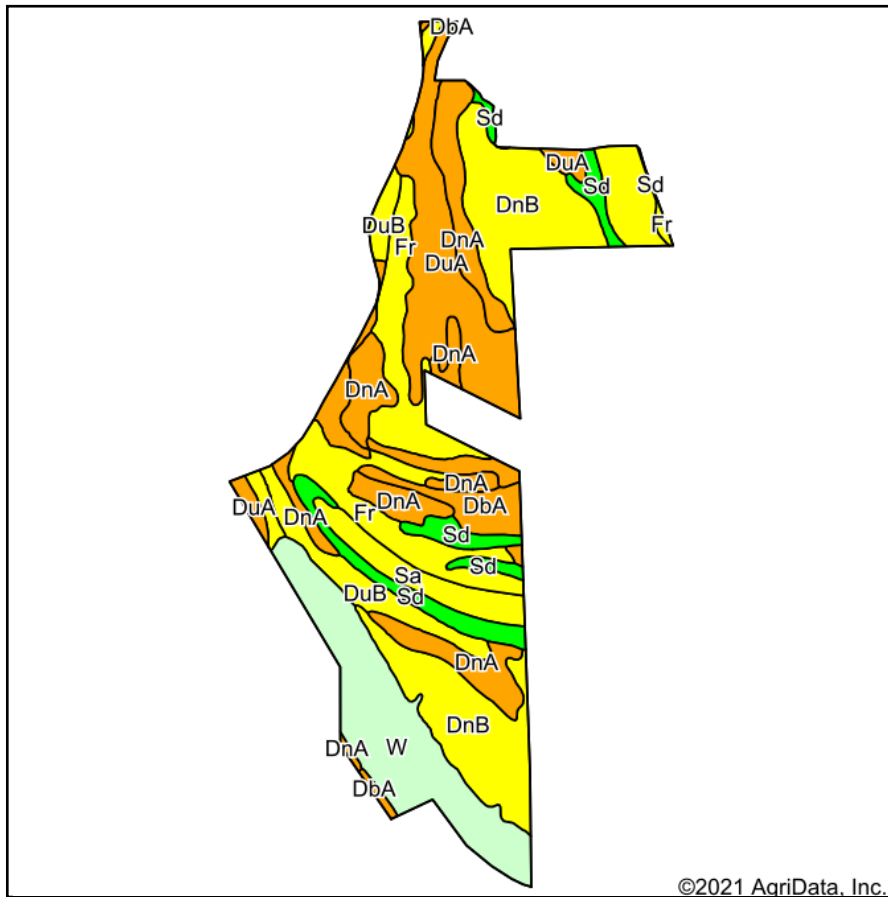 DbA
Sd
DuA
Sd
Sd
DnB
DuB
Fr
Fr
DnA
DuA
DnA
DnA
DnA
DnA
DbA
DuA
DnA
Fr
Sd
Sd
Sa
DuB
Sd
DnA
DnB
DnA
W
DbA
©2021 AgriData, Inc.